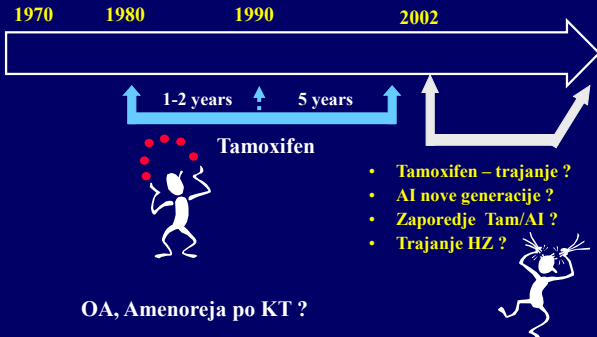 1970 1980 1990 2002
1-2 years 5 years
Tamoxifen
• Tamoxifen – trajanje ?
• AI nove generacije ?
• Zaporedje Tam/AI ?
• Trajanje HZ ?
OA, Amenoreja po KT ?